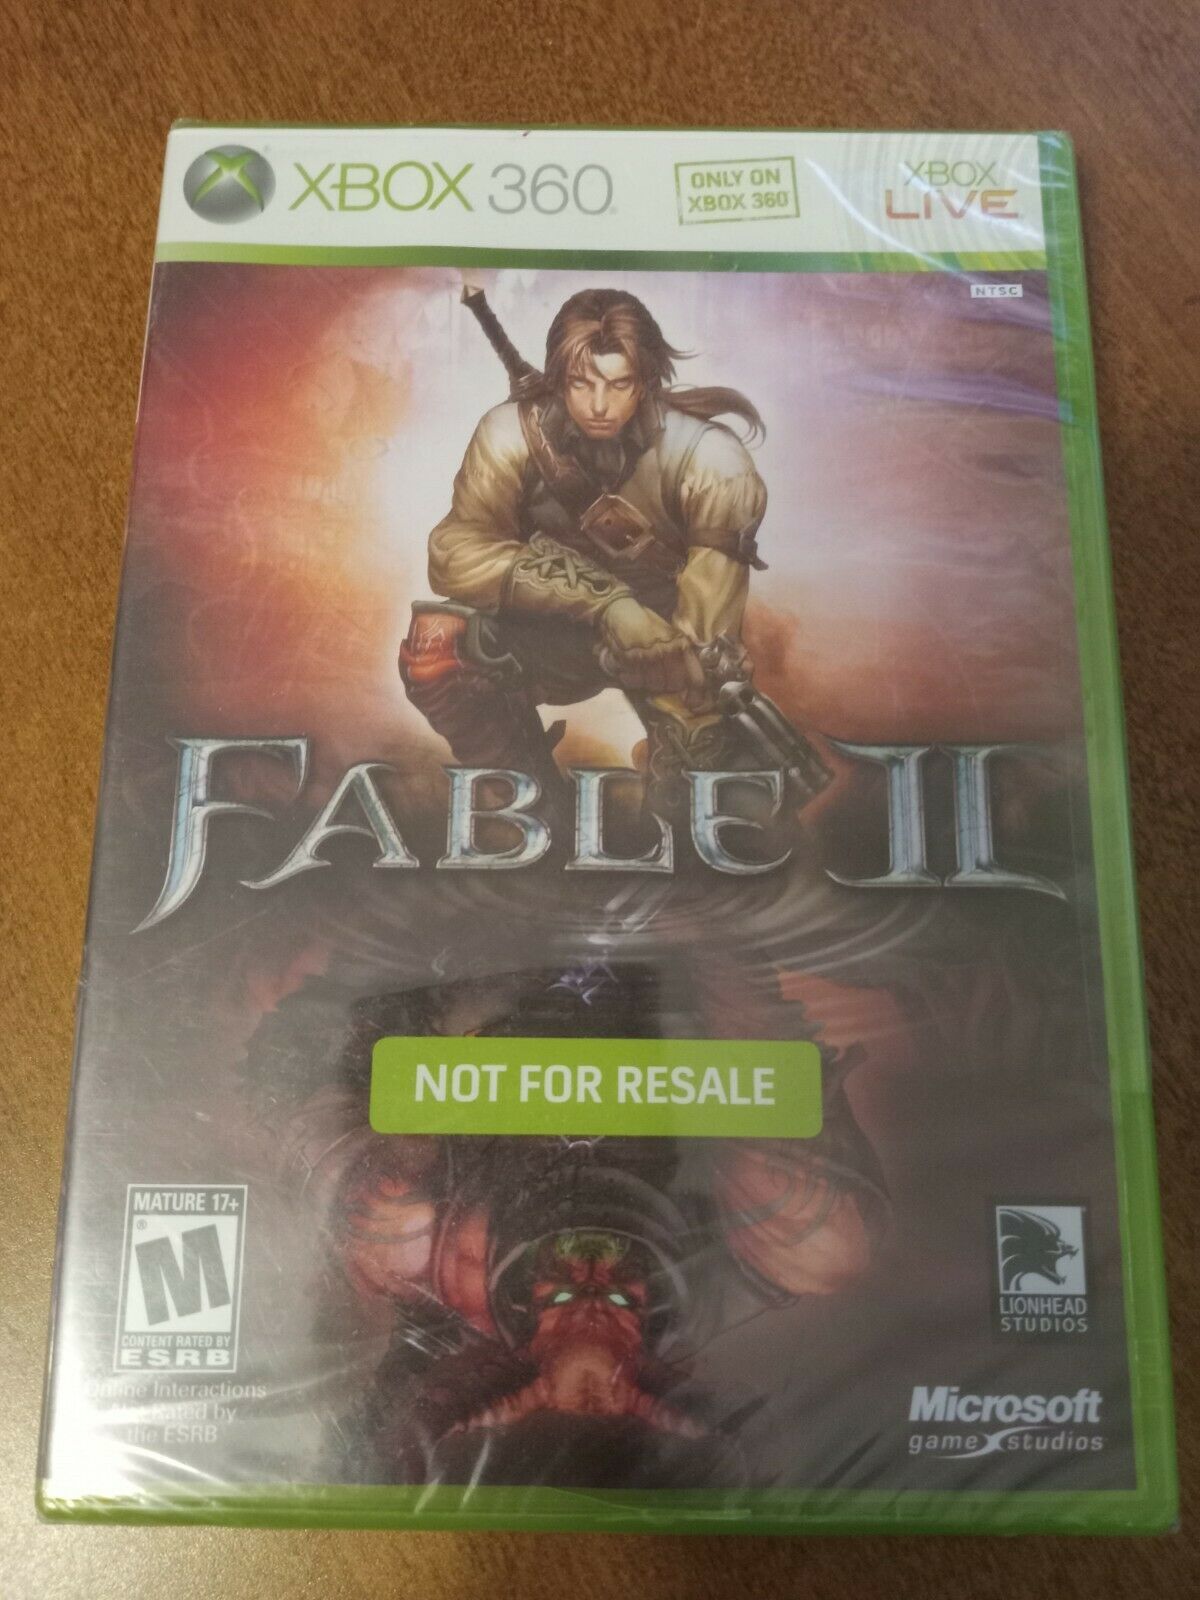 XBOX 360
ONLY ON
XBOX 360
XBOX
LIVE
NTSC
FABLE II
NOT FOR RESALE
MATURE 17+
M
CONTENT RATED BY
ESRB
Online Interactions
Not Rated by
the ESRB
LIONHEAD
STUDIOS
Microsoft
game studios